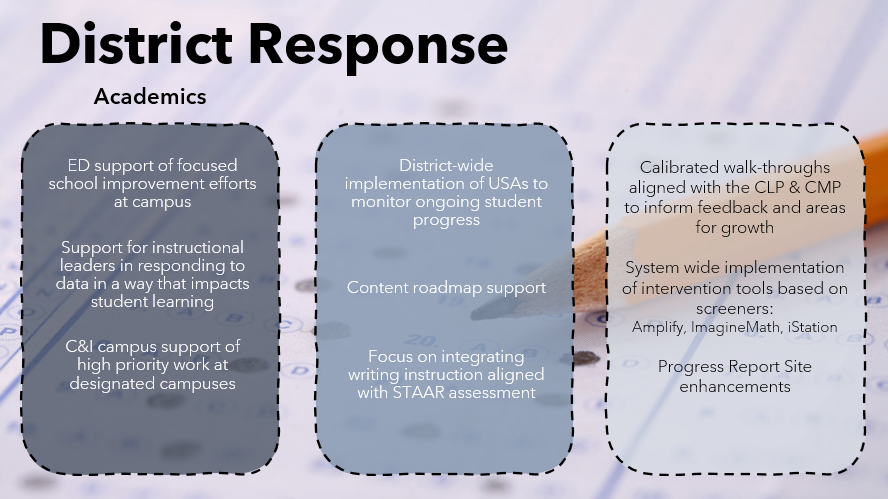 District Response
Academics
ED support of focused
school improvement efforts
at campus
Support for instructional
leaders in responding to
data in a way that impacts
student learning
C&I campus support of
high priority work at
designated campuses
District-wide
implementation of USAs to
monitor ongoing student
progress
Content roadmap support
Focus on integrating
writing instruction aligned
with STAAR assessment
Calibrated walk-throughs
aligned with the CLP & CMP
to inform feedback and areas
for growth
System wide implementation
of intervention tools based on
screeners:
Amplify, ImagineMath, iStation
Progress Report Site
enhancements